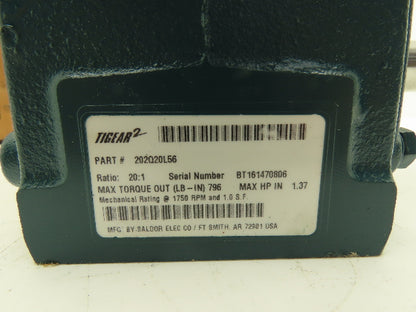 TIGEAR2
PART # 202Q20L56
Ratio: 20:1 Serial Number BT161470806
MAX TORQUE OUT (LB-IN) 796 MAX HP IN 1.37
Mechanical Rating @ 1750 RPM and 1.0 S.F.
MFG. BY BALDOR ELEC CO / FT SMITH, AR 72901 USA